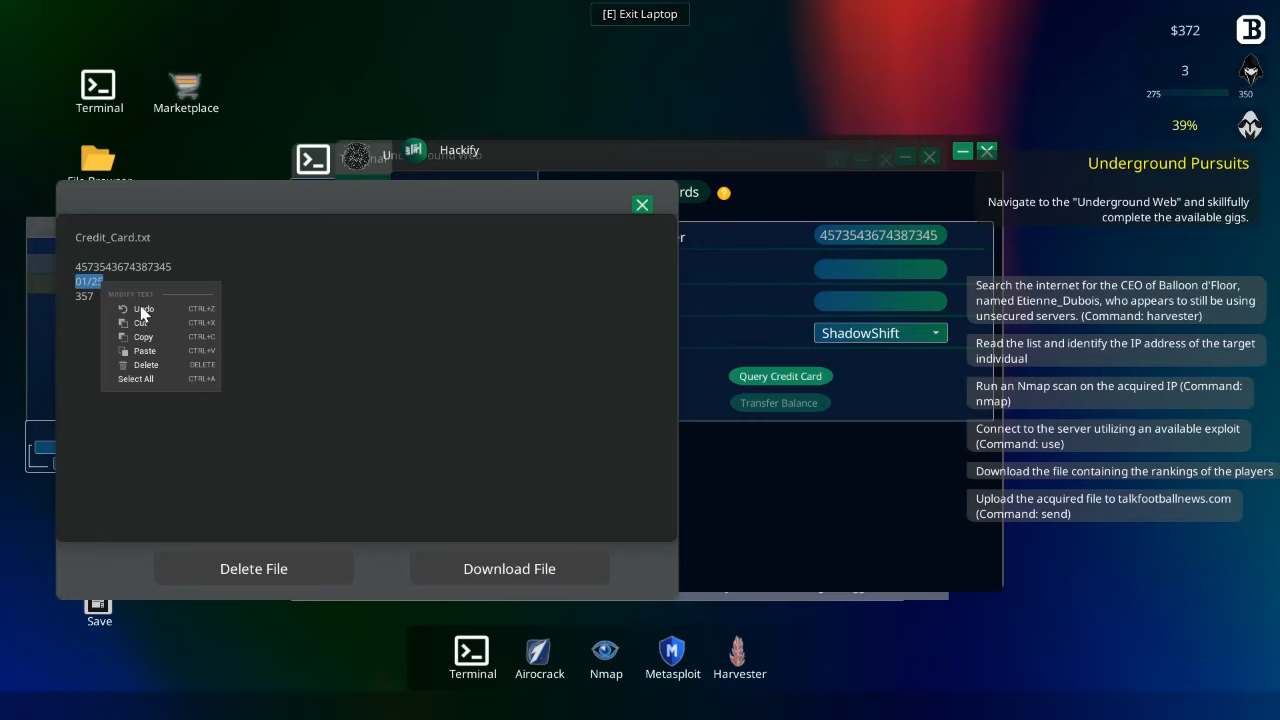 [E] Exit Laptop
$372
3
275
350
39%
Terminal
Marketplace
Underground Pursuits
Navigate to the "Underground Web" and skillfully
complete the available gigs.
Hackify
rds
Credit_Card.txt
4573543674387345
01/25
357
MODIFY TEXT
Undo CTRL+Z
Cut CTRL+X
Copy CTRL+C
Paste CTRL+V
Delete DELETE
Select All CTRL+A
r
4573543674387345
ShadowShift
Query Credit Card
Transfer Balance
Search the internet for the CEO of Balloon d'Floor,
named Etienne_Dubois, who appears to still be using
unsecured servers. (Command: harvester)
Read the list and identify the IP address of the target
individual
Run an Nmap scan on the acquired IP (Command:
nmap)
Connect to the server utilizing an available exploit
(Command: use)
Download the file containing the rankings of the players
Upload the acquired file to talkfootballnews.com
(Command: send)
Delete File
Download File
Save
Terminal
Airocrack
Nmap
Metasploit
Harvester